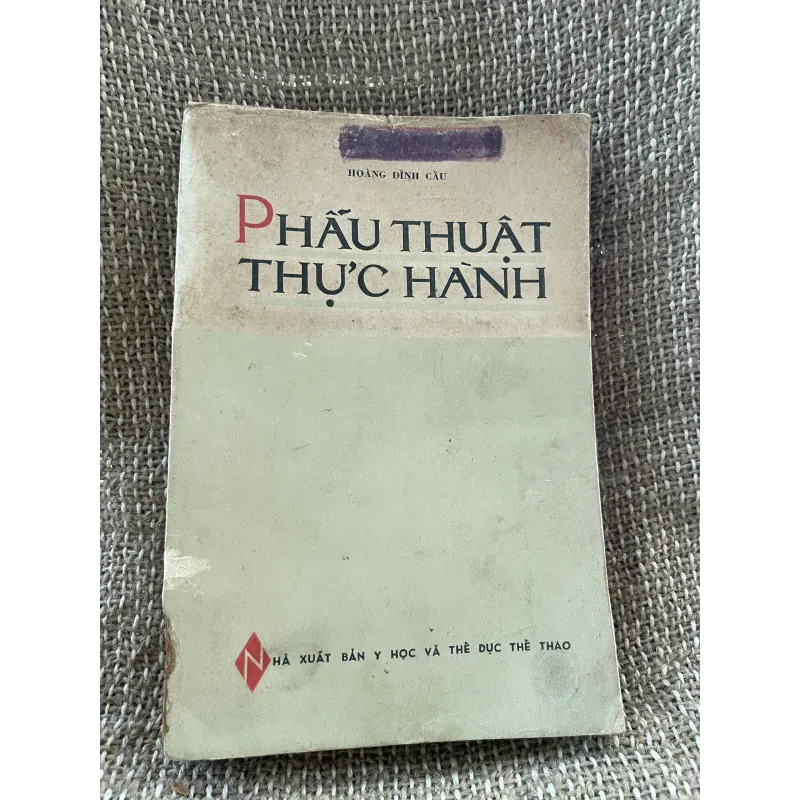 HOÀNG ĐÌNH CẦU
PHẪU THUẬT
THỰC HÀNH
NHÀ XUẤT BẢN Y HỌC VÀ THỂ DỤC THỂ THAO